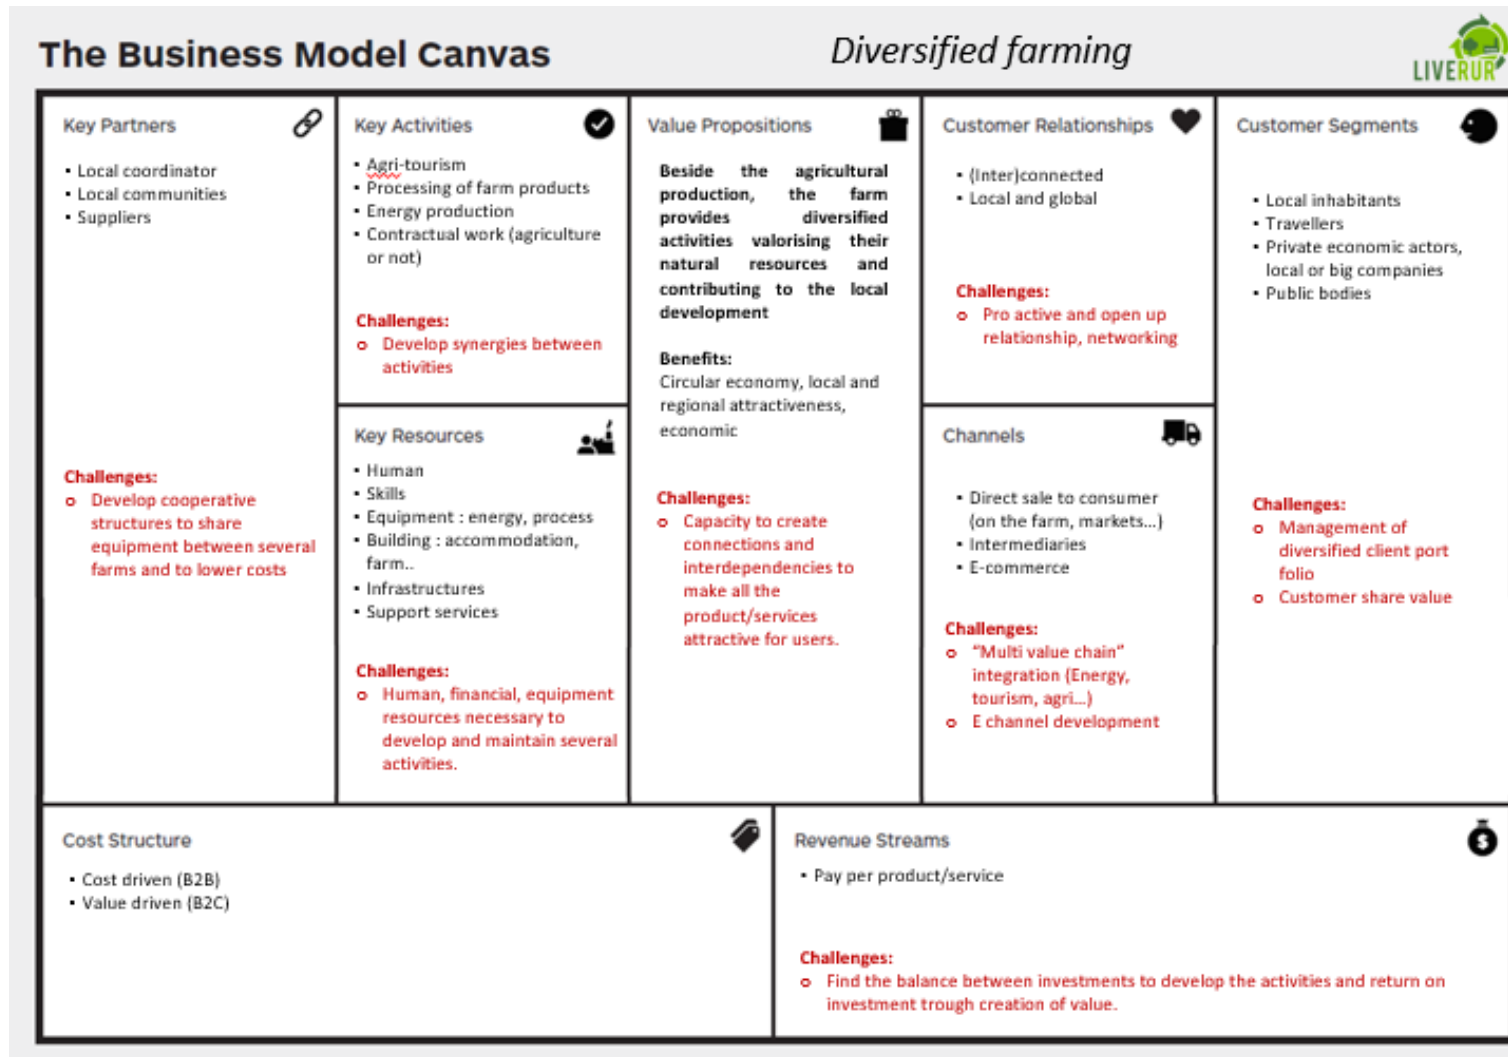 The Business Model Canvas
Diversified farming
LIVERUR
Key Partners
▪ Local coordinator
▪ Local communities
▪ Suppliers
Challenges:
o Develop cooperative
structures to share
equipment between several
farms and to lower costs
Key Activities
▪ Agri-tourism
▪ Processing of farm products
▪ Energy production
▪ Contractual work (agriculture
or not)
Challenges:
o Develop synergies between
activities
Key Resources
▪ Human
▪ Skills
▪ Equipment : energy, process
▪ Building : accommodation,
farm..
▪ Infrastructures
▪ Support services
Challenges:
o Human, financial, equipment
resources necessary to
develop and maintain several
activities.
Value Propositions
Beside the agricultural
production, the farm
provides diversified
activities valorising their
natural resources and
contributing to the local
development
Benefits:
Circular economy, local and
regional attractiveness,
economic
Challenges:
o Capacity to create
connections and
interdependencies to
make all the
product/services
attractive for users.
Customer Relationships
▪ (Inter)connected
▪ Local and global
Challenges:
o Pro active and open up
relationship, networking
Channels
▪ Direct sale to consumer
(on the farm, markets...)
▪ Intermediaries
▪ E-commerce
Challenges:
o "Multi value chain"
integration (Energy,
tourism, agri...)
o E channel development
Customer Segments
▪ Local inhabitants
▪ Travellers
▪ Private economic actors,
local or big companies
▪ Public bodies
Challenges:
o Management of
diversified client port
folio
o Customer share value
Cost Structure
▪ Cost driven (B2B)
▪ Value driven (B2C)
Revenue Streams
▪ Pay per product/service
Challenges:
o Find the balance between investments to develop the activities and return on
investment trough creation of value.